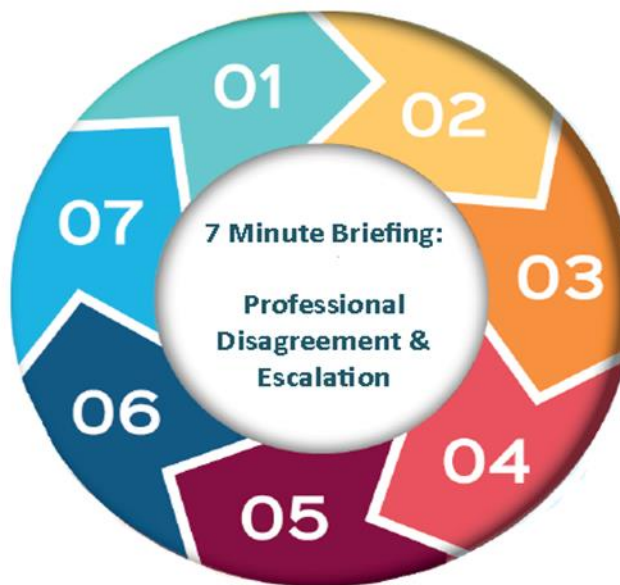 01
02
03
04
05
06
07
7 Minute Briefing:
Professional
Disagreement &
Escalation